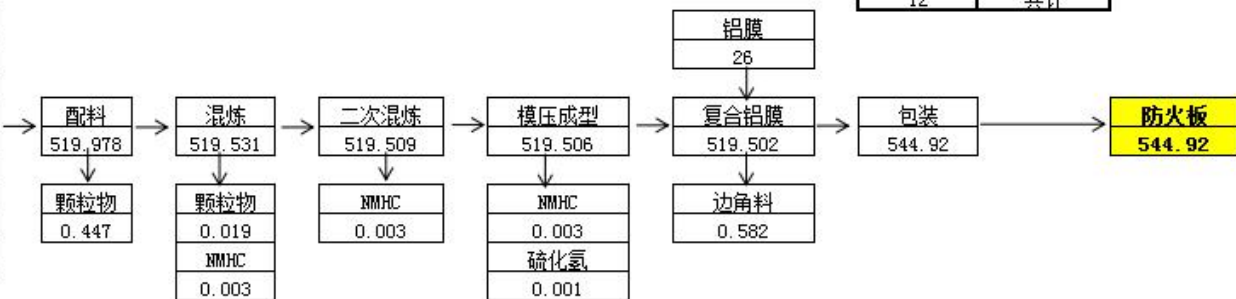 12 共计
铝膜
26
配料
519.978
混炼
519.531
二次混炼
519.509
模压成型
519.506
复合铝膜
519.502
包装
544.92
防火板
544.92
颗粒物
0.447
颗粒物
0.019
NMHC
0.003
NMHC
0.003
NMHC
0.003
硫化氢
0.001
边角料
0.582